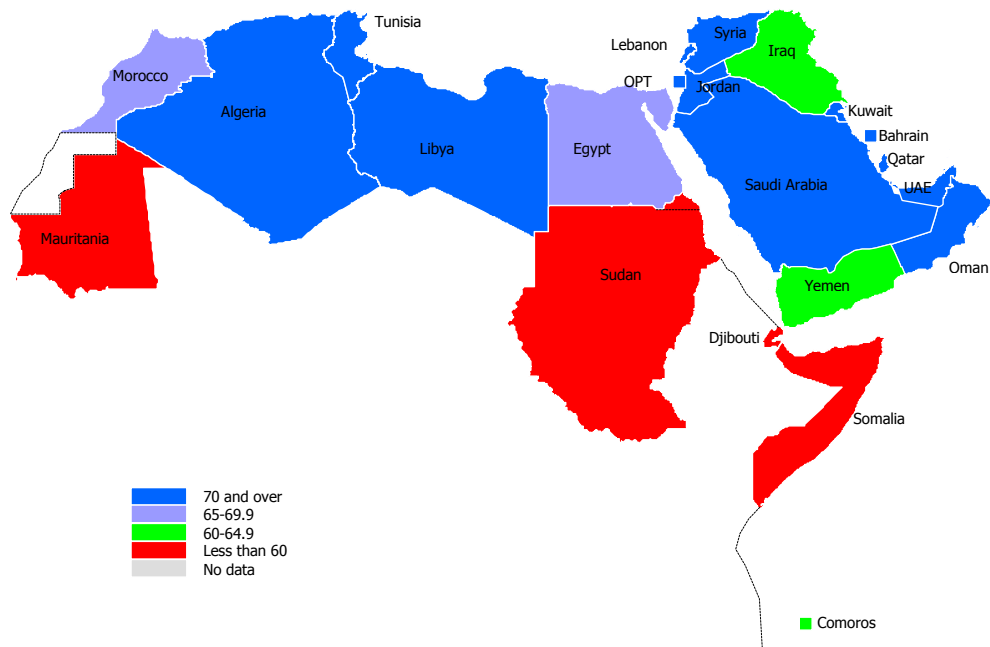 Tunisia
Syria
Lebanon
Iraq
Morocco
OPT
Jordan
Algeria
Kuwait
Bahrain
Libya
Egypt
Qatar
Saudi Arabia
UAE
Mauritania
Sudan
Oman
Yemen
Djibouti
Somalia
70 and over
65-69.9
60-64.9
Less than 60
No data
Comoros